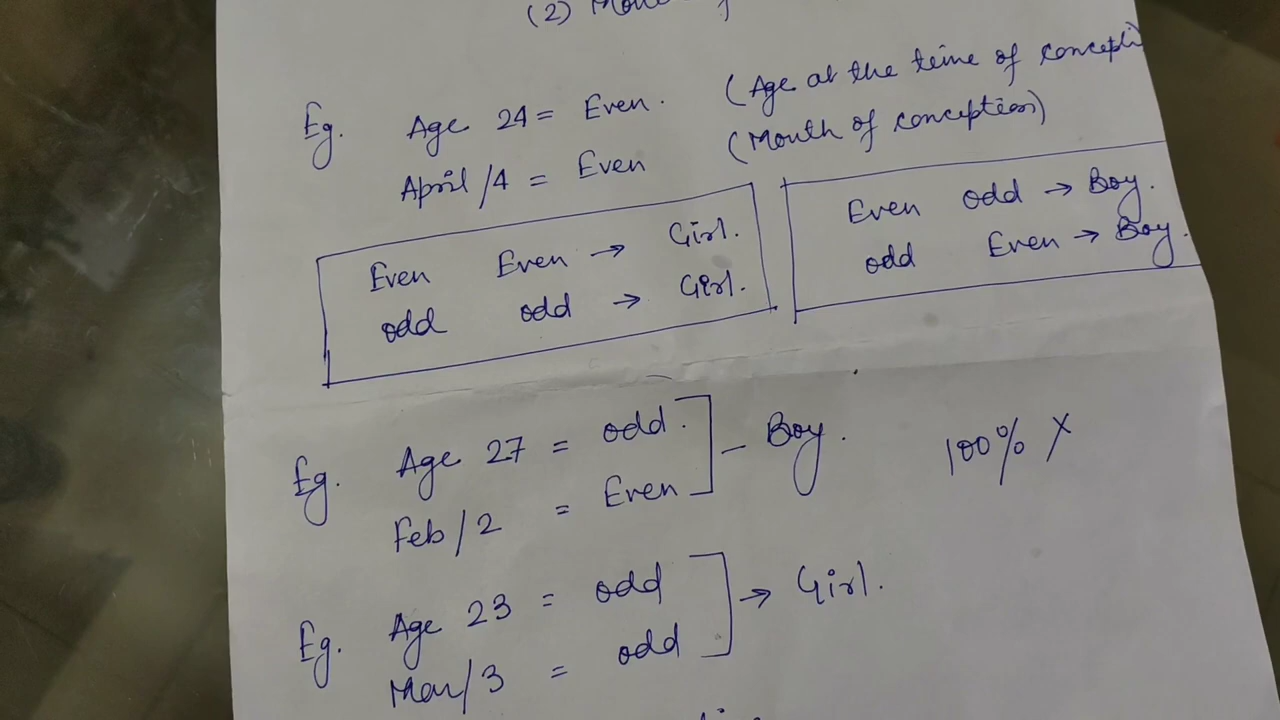 (2)
Eg. Age 24 = Even. (Age at the time of concepti
April /4 = Even (Month of conception)
Even Even → Girl.
odd odd → Girl.
Even odd → Boy.
odd Even → Boy.
Eg. Age 27 = odd. - Boy. 100% X
Feb /2 = Even
Eg. Age 23 = odd → Girl.
Mar/3 = odd